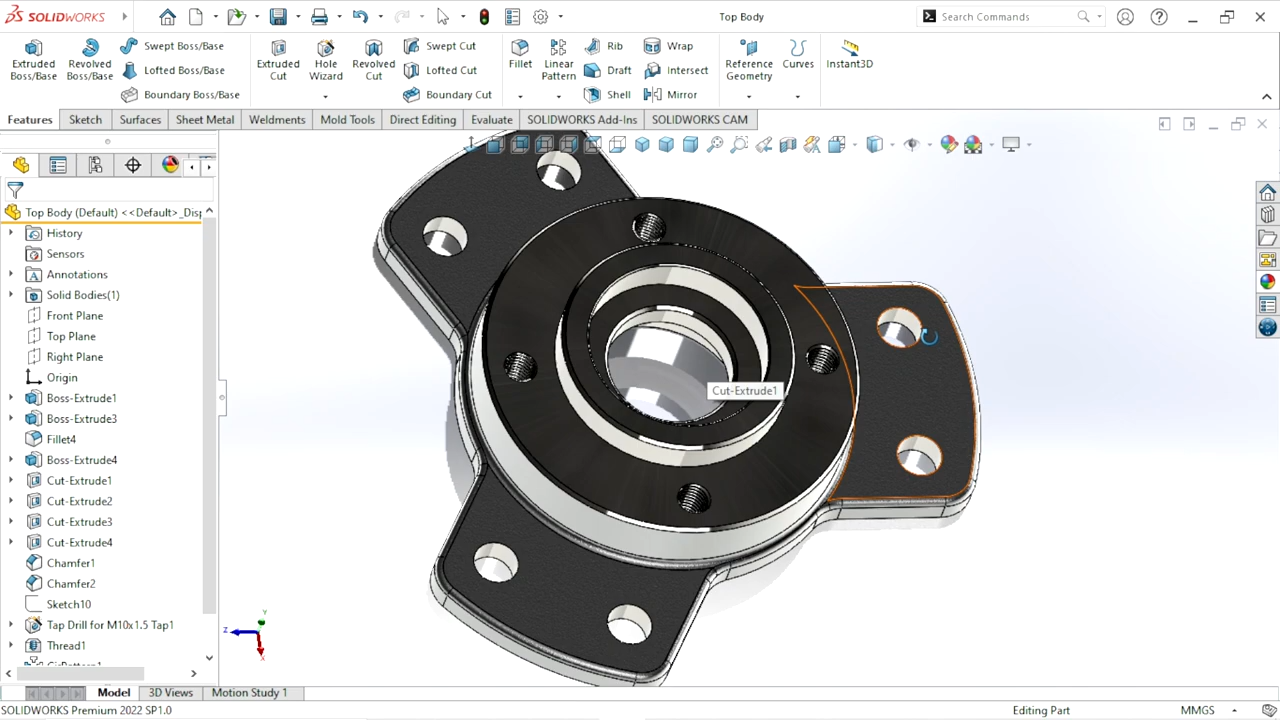 SOLIDWORKS
Top Body
Search Commands
Extruded Boss/Base
Revolved Boss/Base
Swept Boss/Base
Lofted Boss/Base
Boundary Boss/Base
Extruded Cut
Hole Wizard
Revolved Cut
Swept Cut
Lofted Cut
Boundary Cut
Fillet
Linear Pattern
Rib
Draft
Shell
Wrap
Intersect
Mirror
Reference Geometry
Curves
Instant3D
Features
Sketch
Surfaces
Sheet Metal
Weldments
Mold Tools
Direct Editing
Evaluate
SOLIDWORKS Add-Ins
SOLIDWORKS CAM
Top Body (Default) <<Default>_Disp
History
Sensors
Annotations
Solid Bodies(1)
Front Plane
Top Plane
Right Plane
Origin
Boss-Extrude1
Boss-Extrude3
Fillet4
Boss-Extrude4
Cut-Extrude1
Cut-Extrude2
Cut-Extrude3
Cut-Extrude4
Chamfer1
Chamfer2
Sketch10
Tap Drill for M10x1.5 Tap1
Thread1
CirPattern1
Cut-Extrude1
Y
Z
X
Model
3D Views
Motion Study 1
SOLIDWORKS Premium 2022 SP1.0
Editing Part
MMGS